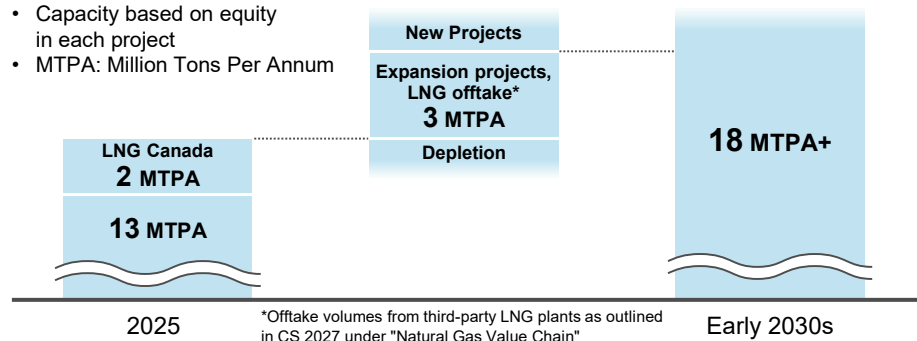 • Capacity based on equity
in each project
• MTPA: Million Tons Per Annum
LNG Canada
2 MTPA
13 MTPA
New Projects
Expansion projects,
LNG offtake*
3 MTPA
Depletion
18 MTPA+
2025
*Offtake volumes from third-party LNG plants as outlined
in CS 2027 under "Natural Gas Value Chain"
Early 2030s